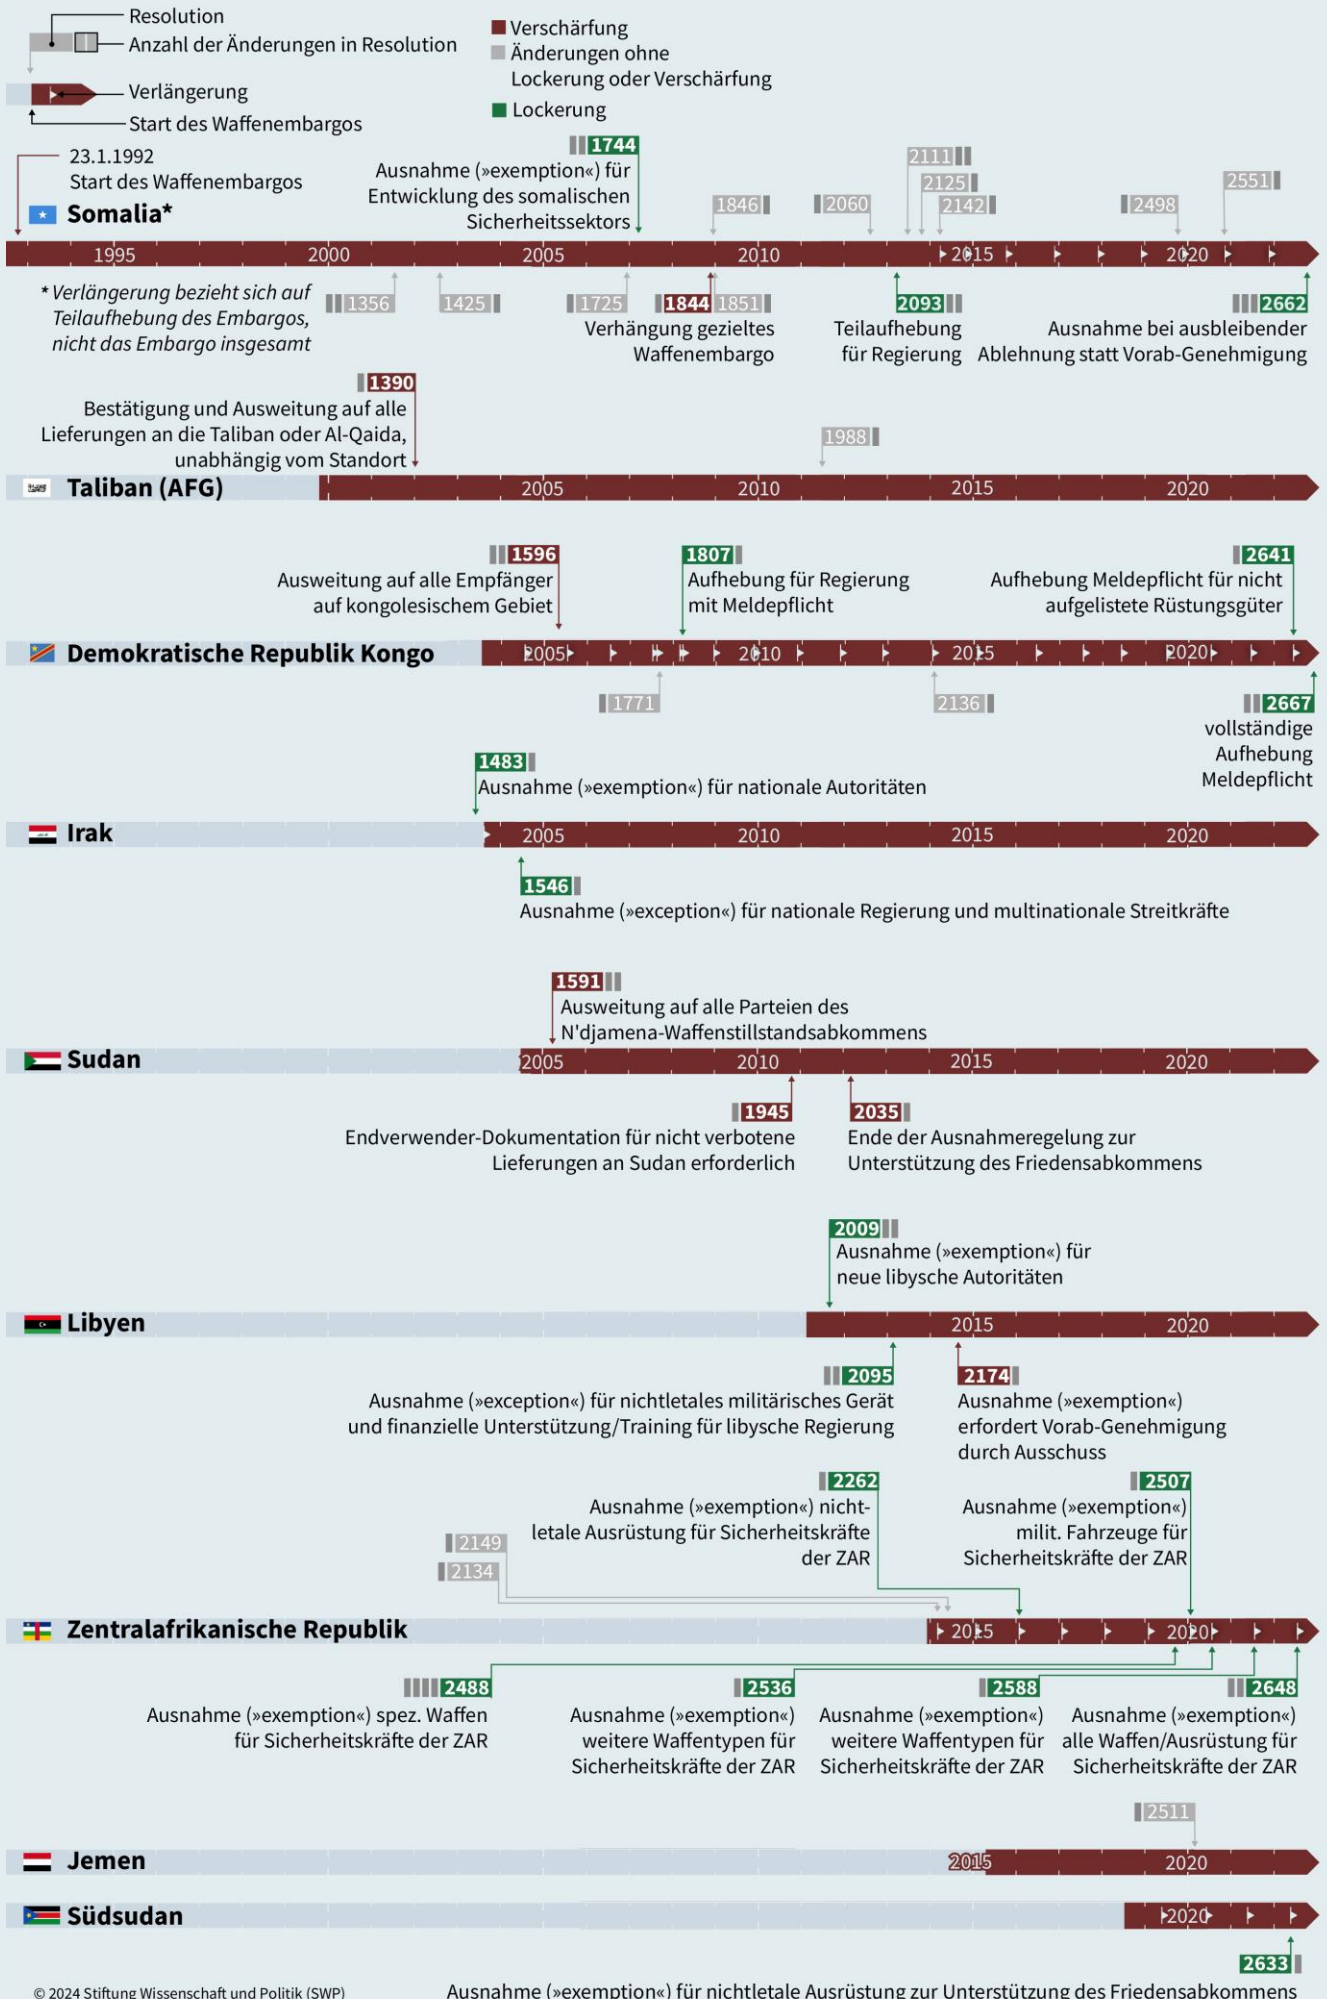 Resolution
Anzahl der Änderungen in Resolution
Verlängerung
Start des Waffenembargos
Verschärfung
Änderungen ohne
Lockerung oder Verschärfung
Lockerung
23.1.1992
Start des Waffenembargos
Somalia*
1744
Ausnahme (»exemption«) für
Entwicklung des somalischen
Sicherheitssektors
1846
2060
2111
2125
2142
2498
2551
1995 2000 2005 2010 2015 2020
* Verlängerung bezieht sich auf
Teilaufhebung des Embargos,
nicht das Embargo insgesamt
1356
1425
1725
1844
1851
Verhängung gezieltes
Waffenembargo
2093
Teilaufhebung
für Regierung
2662
Ausnahme bei ausbleibender
Ablehnung statt Vorab-Genehmigung
1390
Bestätigung und Ausweitung auf alle
Lieferungen an die Taliban oder Al-Qaida,
unabhängig vom Standort
1988
Taliban (AFG)
2005 2010 2015 2020
1596
Ausweitung auf alle Empfänger
auf kongolesischem Gebiet
1807
Aufhebung für Regierung
mit Meldepflicht
2641
Aufhebung Meldepflicht für nicht
aufgelistete Rüstungsgüter
Demokratische Republik Kongo
2005 2010 2015 2020
1771
2136
2667
vollständige
Aufhebung
Meldepflicht
1483
Ausnahme (»exemption«) für nationale Autoritäten
Irak
2005 2010 2015 2020
1546
Ausnahme (»exception«) für nationale Regierung und multinationale Streitkräfte
1591
Ausweitung auf alle Parteien des
N'djamena-Waffenstillstandsabkommens
Sudan
2005 2010 2015 2020
1945
Endverwender-Dokumentation für nicht verbotene
Lieferungen an Sudan erforderlich
2035
Ende der Ausnahmeregelung zur
Unterstützung des Friedensabkommens
2009
Ausnahme (»exemption«) für
neue libysche Autoritäten
Libyen
2015 2020
2095
Ausnahme (»exception«) für nichtletales militärisches Gerät
und finanzielle Unterstützung/Training für libysche Regierung
2174
Ausnahme (»exemption«)
erfordert Vorab-Genehmigung
durch Ausschuss
2262
Ausnahme (»exemption«) nicht-
letale Ausrüstung für Sicherheitskräfte
der ZAR
2507
Ausnahme (»exemption«)
milit. Fahrzeuge für
Sicherheitskräfte der ZAR
2149
2134
Zentralafrikanische Republik
2015 2020
2488
Ausnahme (»exemption«) spez. Waffen
für Sicherheitskräfte der ZAR
2536
Ausnahme (»exemption«)
weitere Waffentypen für
Sicherheitskräfte der ZAR
2588
Ausnahme (»exemption«)
weitere Waffentypen für
Sicherheitskräfte der ZAR
2648
Ausnahme (»exemption«)
alle Waffen/Ausrüstung für
Sicherheitskräfte der ZAR
2511
Jemen
2015 2020
Südsudan
2020
2633
Ausnahme (»exemption«) für nichtletale Ausrüstung zur Unterstützung des Friedensabkommens
© 2024 Stiftung Wissenschaft und Politik (SWP)